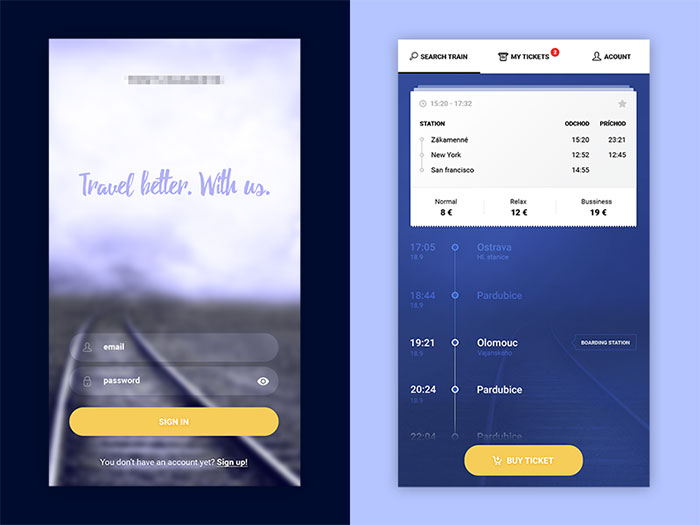 Travel better. With us.
email
password
SIGN IN
You don't have an account yet? Sign up!
SEARCH TRAIN
MY TICKETS 2
ACOUNT
15:20 - 17:32
STATION ODCHOD PRÍCHOD
Zákamenné 15:20 23:21
New York 12:52 12:45
San francisco 14:55
Normal Relax Bussiness
8 € 12 € 19 €
17:05 Ostrava
18.9 Hl. stanice
18:44 Pardubice
18.9
19:21 Olomouc BOARDING STATION
18.9 Vajanského
20:24 Pardubice
18.9
22:04 Pardubice
BUY TICKET